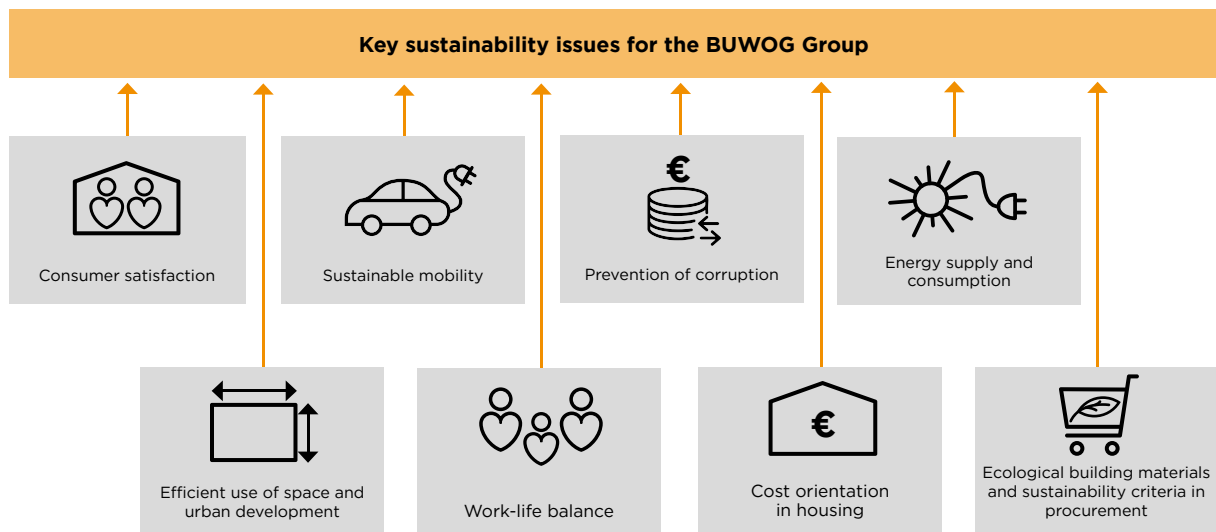 Key sustainability issues for the BUWOG Group
€
Consumer satisfaction
Sustainable mobility
Prevention of corruption
Energy supply and
consumption
€
Efficient use of space and
urban development
Work-life balance
Cost orientation
in housing
Ecological building materials
and sustainability criteria in
procurement